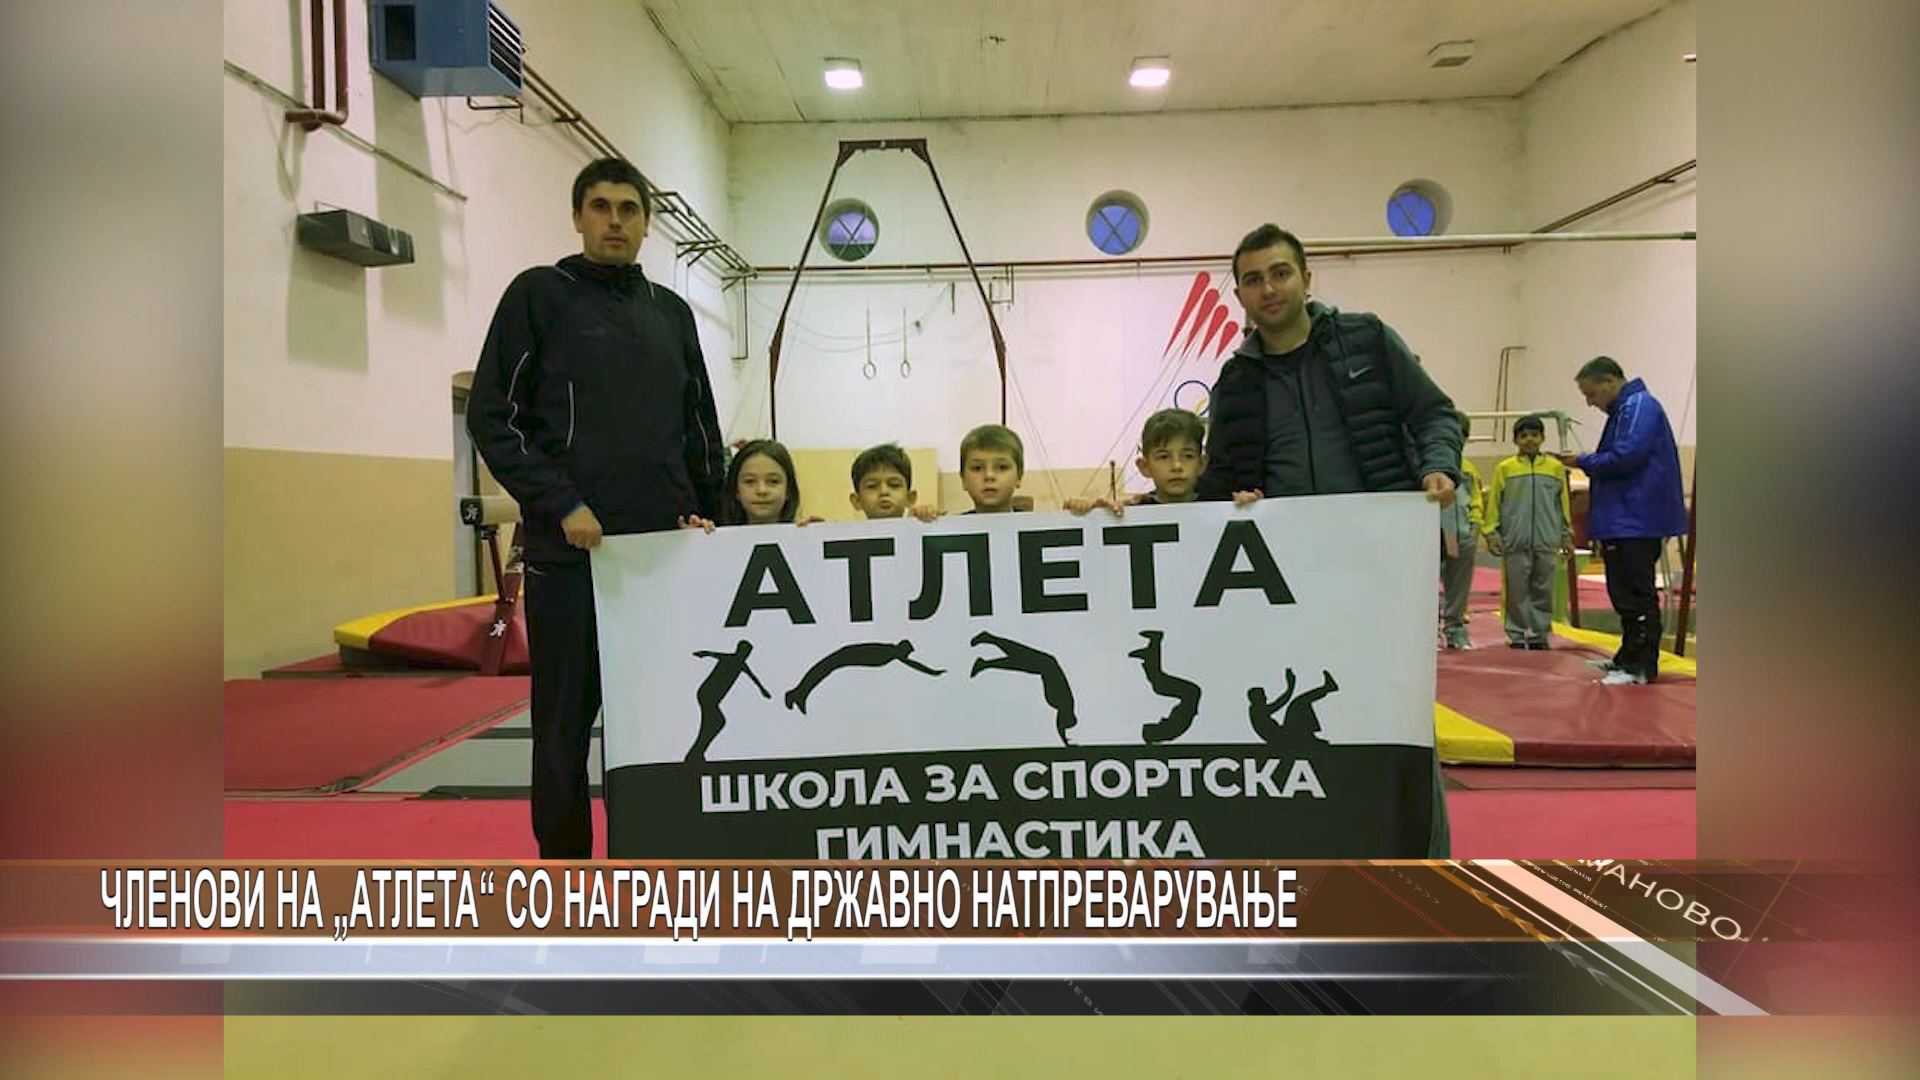 АТЛЕТА
ШКОЛА ЗА СПОРТСКА
ГИМНАСТИКА
ЧЛЕНОВИ НА „АТЛЕТА“ СО НАГРАДИ НА ДРЖАВНО НАТПРЕВАРУВАЊЕ